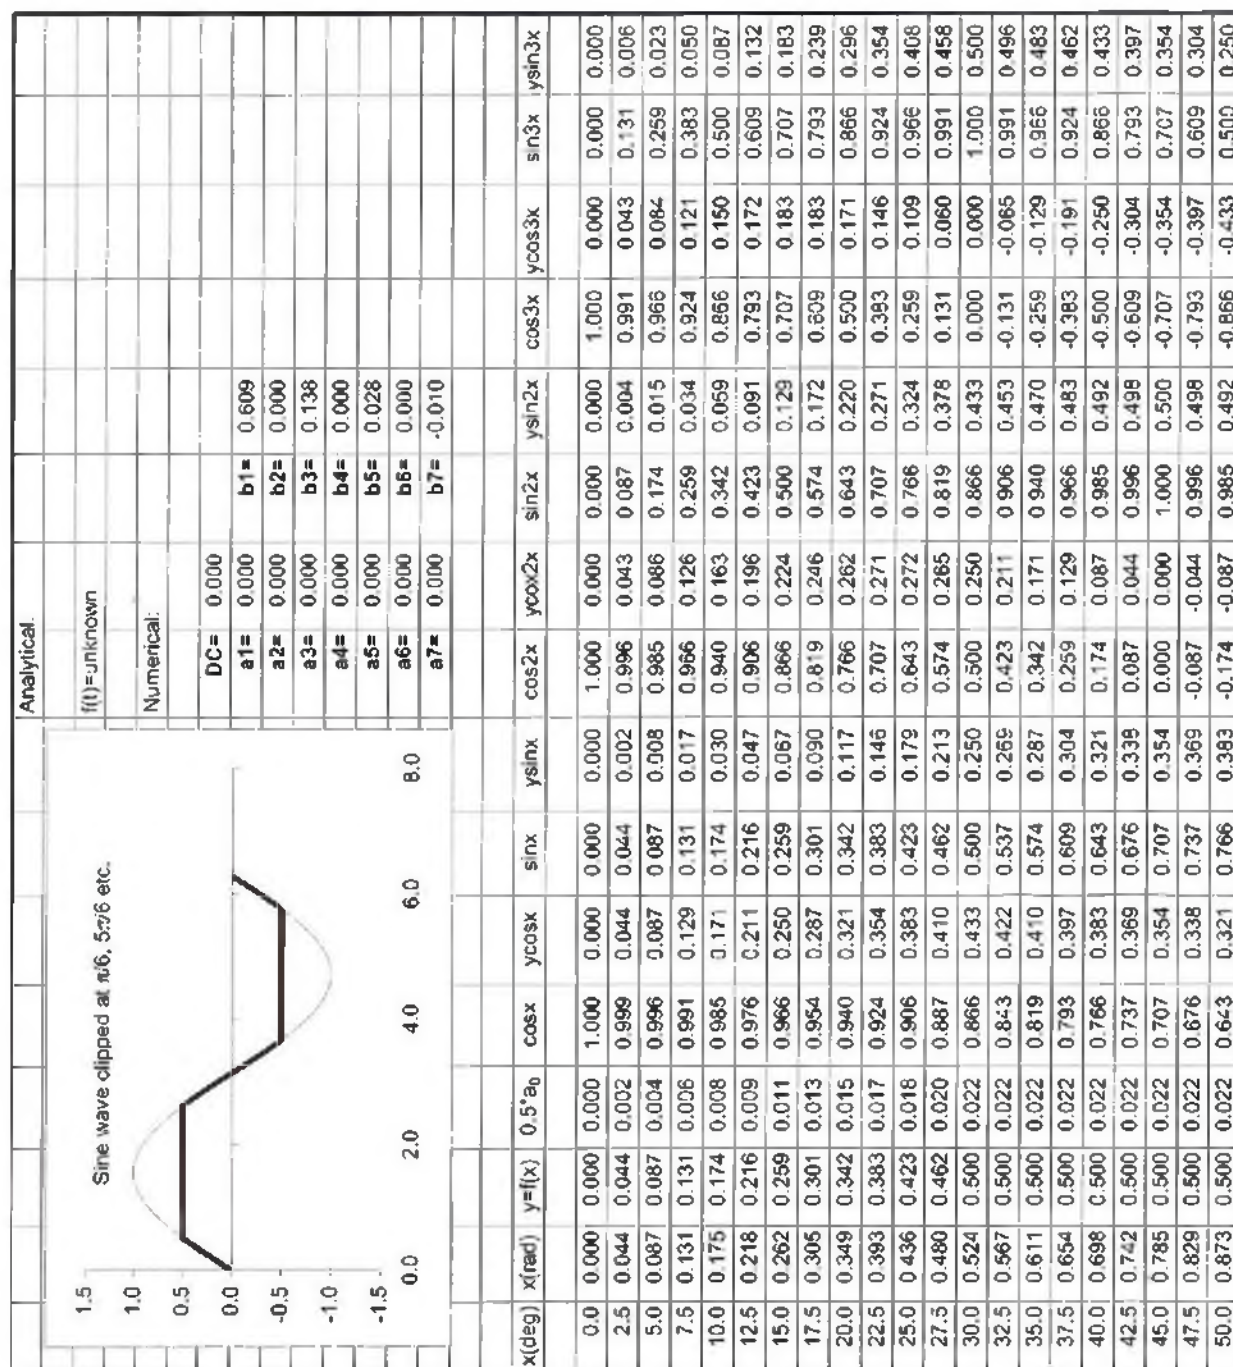 Analytical.
f(t)=unknown
Numerical:
DC= 0.000
a1= 0.000 b1= 0.609
a2= 0.000 b2= 0.000
a3= 0.000 b3= 0.138
a4= 0.000 b4= 0.000
a5= 0.000 b5= 0.028
a6= 0.000 b6= 0.000
a7= 0.000 b7= -0.010
Sine wave clipped at π/6, 5π/6 etc.
1.5
1.0
0.5
0.0
-0.5
-1.0
-1.5
0.0 2.0 4.0 6.0 8.0
x(deg) x(rad) y=f(x) 0.5*a0 cosx ycosx sinx ysinx cos2x ycox2x sin2x ysin2x cos3x ycos3x sin3x ysin3x
0.0 0.000 0.000 0.000 1.000 0.000 0.000 0.000 1.000 0.000 0.000 0.000 1.000 0.000 0.000 0.000
2.5 0.044 0.044 0.002 0.999 0.044 0.044 0.002 0.996 0.043 0.087 0.004 0.991 0.043 0.131 0.006
5.0 0.087 0.087 0.004 0.996 0.087 0.087 0.008 0.985 0.086 0.174 0.015 0.966 0.084 0.259 0.023
7.5 0.131 0.131 0.006 0.991 0.129 0.131 0.017 0.966 0.126 0.259 0.034 0.924 0.121 0.383 0.050
10.0 0.175 0.174 0.008 0.985 0.171 0.174 0.030 0.940 0.163 0.342 0.059 0.866 0.150 0.500 0.087
12.5 0.218 0.216 0.009 0.976 0.211 0.216 0.047 0.906 0.196 0.423 0.091 0.793 0.172 0.609 0.132
15.0 0.262 0.259 0.011 0.966 0.250 0.259 0.067 0.866 0.224 0.500 0.129 0.707 0.183 0.707 0.183
17.5 0.305 0.301 0.013 0.954 0.287 0.301 0.090 0.819 0.246 0.574 0.172 0.609 0.183 0.793 0.239
20.0 0.349 0.342 0.015 0.940 0.321 0.342 0.117 0.766 0.262 0.643 0.220 0.500 0.171 0.866 0.296
22.5 0.393 0.383 0.017 0.924 0.354 0.383 0.146 0.707 0.271 0.707 0.271 0.383 0.146 0.924 0.354
25.0 0.436 0.423 0.018 0.906 0.383 0.423 0.179 0.643 0.272 0.766 0.324 0.259 0.109 0.966 0.408
27.5 0.480 0.462 0.020 0.887 0.410 0.462 0.213 0.574 0.265 0.819 0.378 0.131 0.060 0.991 0.458
30.0 0.524 0.500 0.022 0.866 0.433 0.500 0.250 0.500 0.250 0.866 0.433 0.000 0.000 1.000 0.500
32.5 0.567 0.500 0.022 0.843 0.422 0.537 0.269 0.423 0.211 0.906 0.453 -0.131 -0.065 0.991 0.496
35.0 0.611 0.500 0.022 0.819 0.410 0.574 0.287 0.342 0.171 0.940 0.470 -0.259 -0.129 0.966 0.483
37.5 0.654 0.500 0.022 0.793 0.397 0.609 0.304 0.259 0.129 0.966 0.483 -0.383 -0.191 0.924 0.462
40.0 0.698 0.500 0.022 0.766 0.383 0.643 0.321 0.174 0.087 0.985 0.492 -0.500 -0.250 0.866 0.433
42.5 0.742 0.500 0.022 0.737 0.369 0.676 0.338 0.087 0.044 0.996 0.498 -0.609 -0.304 0.793 0.397
45.0 0.785 0.500 0.022 0.707 0.354 0.707 0.354 0.000 0.000 1.000 0.500 -0.707 -0.354 0.707 0.354
47.5 0.829 0.500 0.022 0.676 0.338 0.737 0.369 -0.087 -0.044 0.996 0.498 -0.793 -0.397 0.609 0.304
50.0 0.873 0.500 0.022 0.643 0.321 0.766 0.383 -0.174 -0.087 0.985 0.492 -0.866 -0.433 0.500 0.250